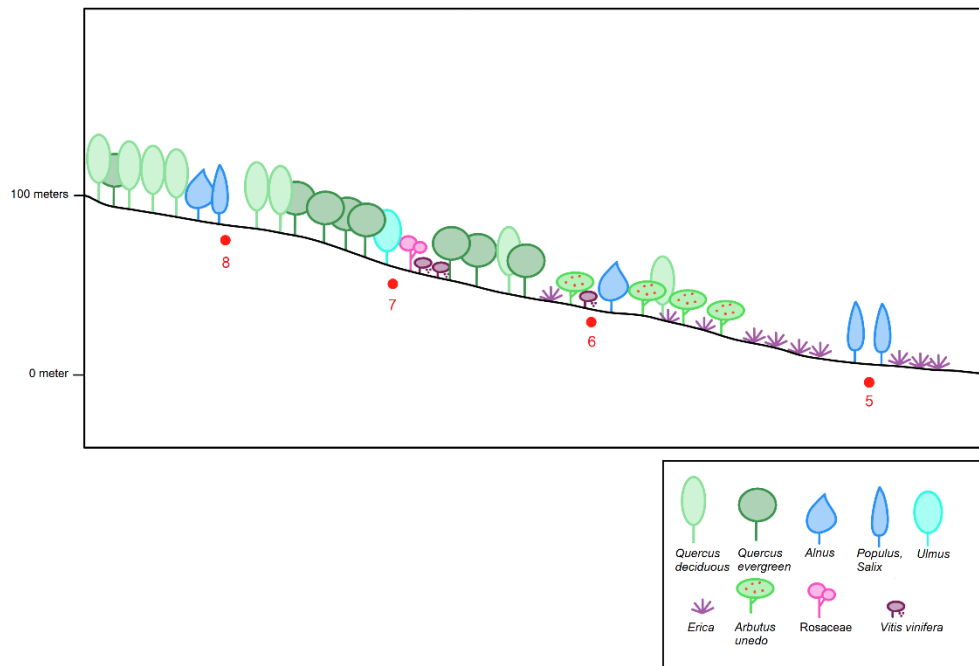 100 meters
8
7
6
0 meter
5
Quercus
deciduous
Quercus
evergreen
Alnus
Populus,
Salix
Ulmus
Erica
Arbutus
unedo
Rosaceae
Vitis vinifera